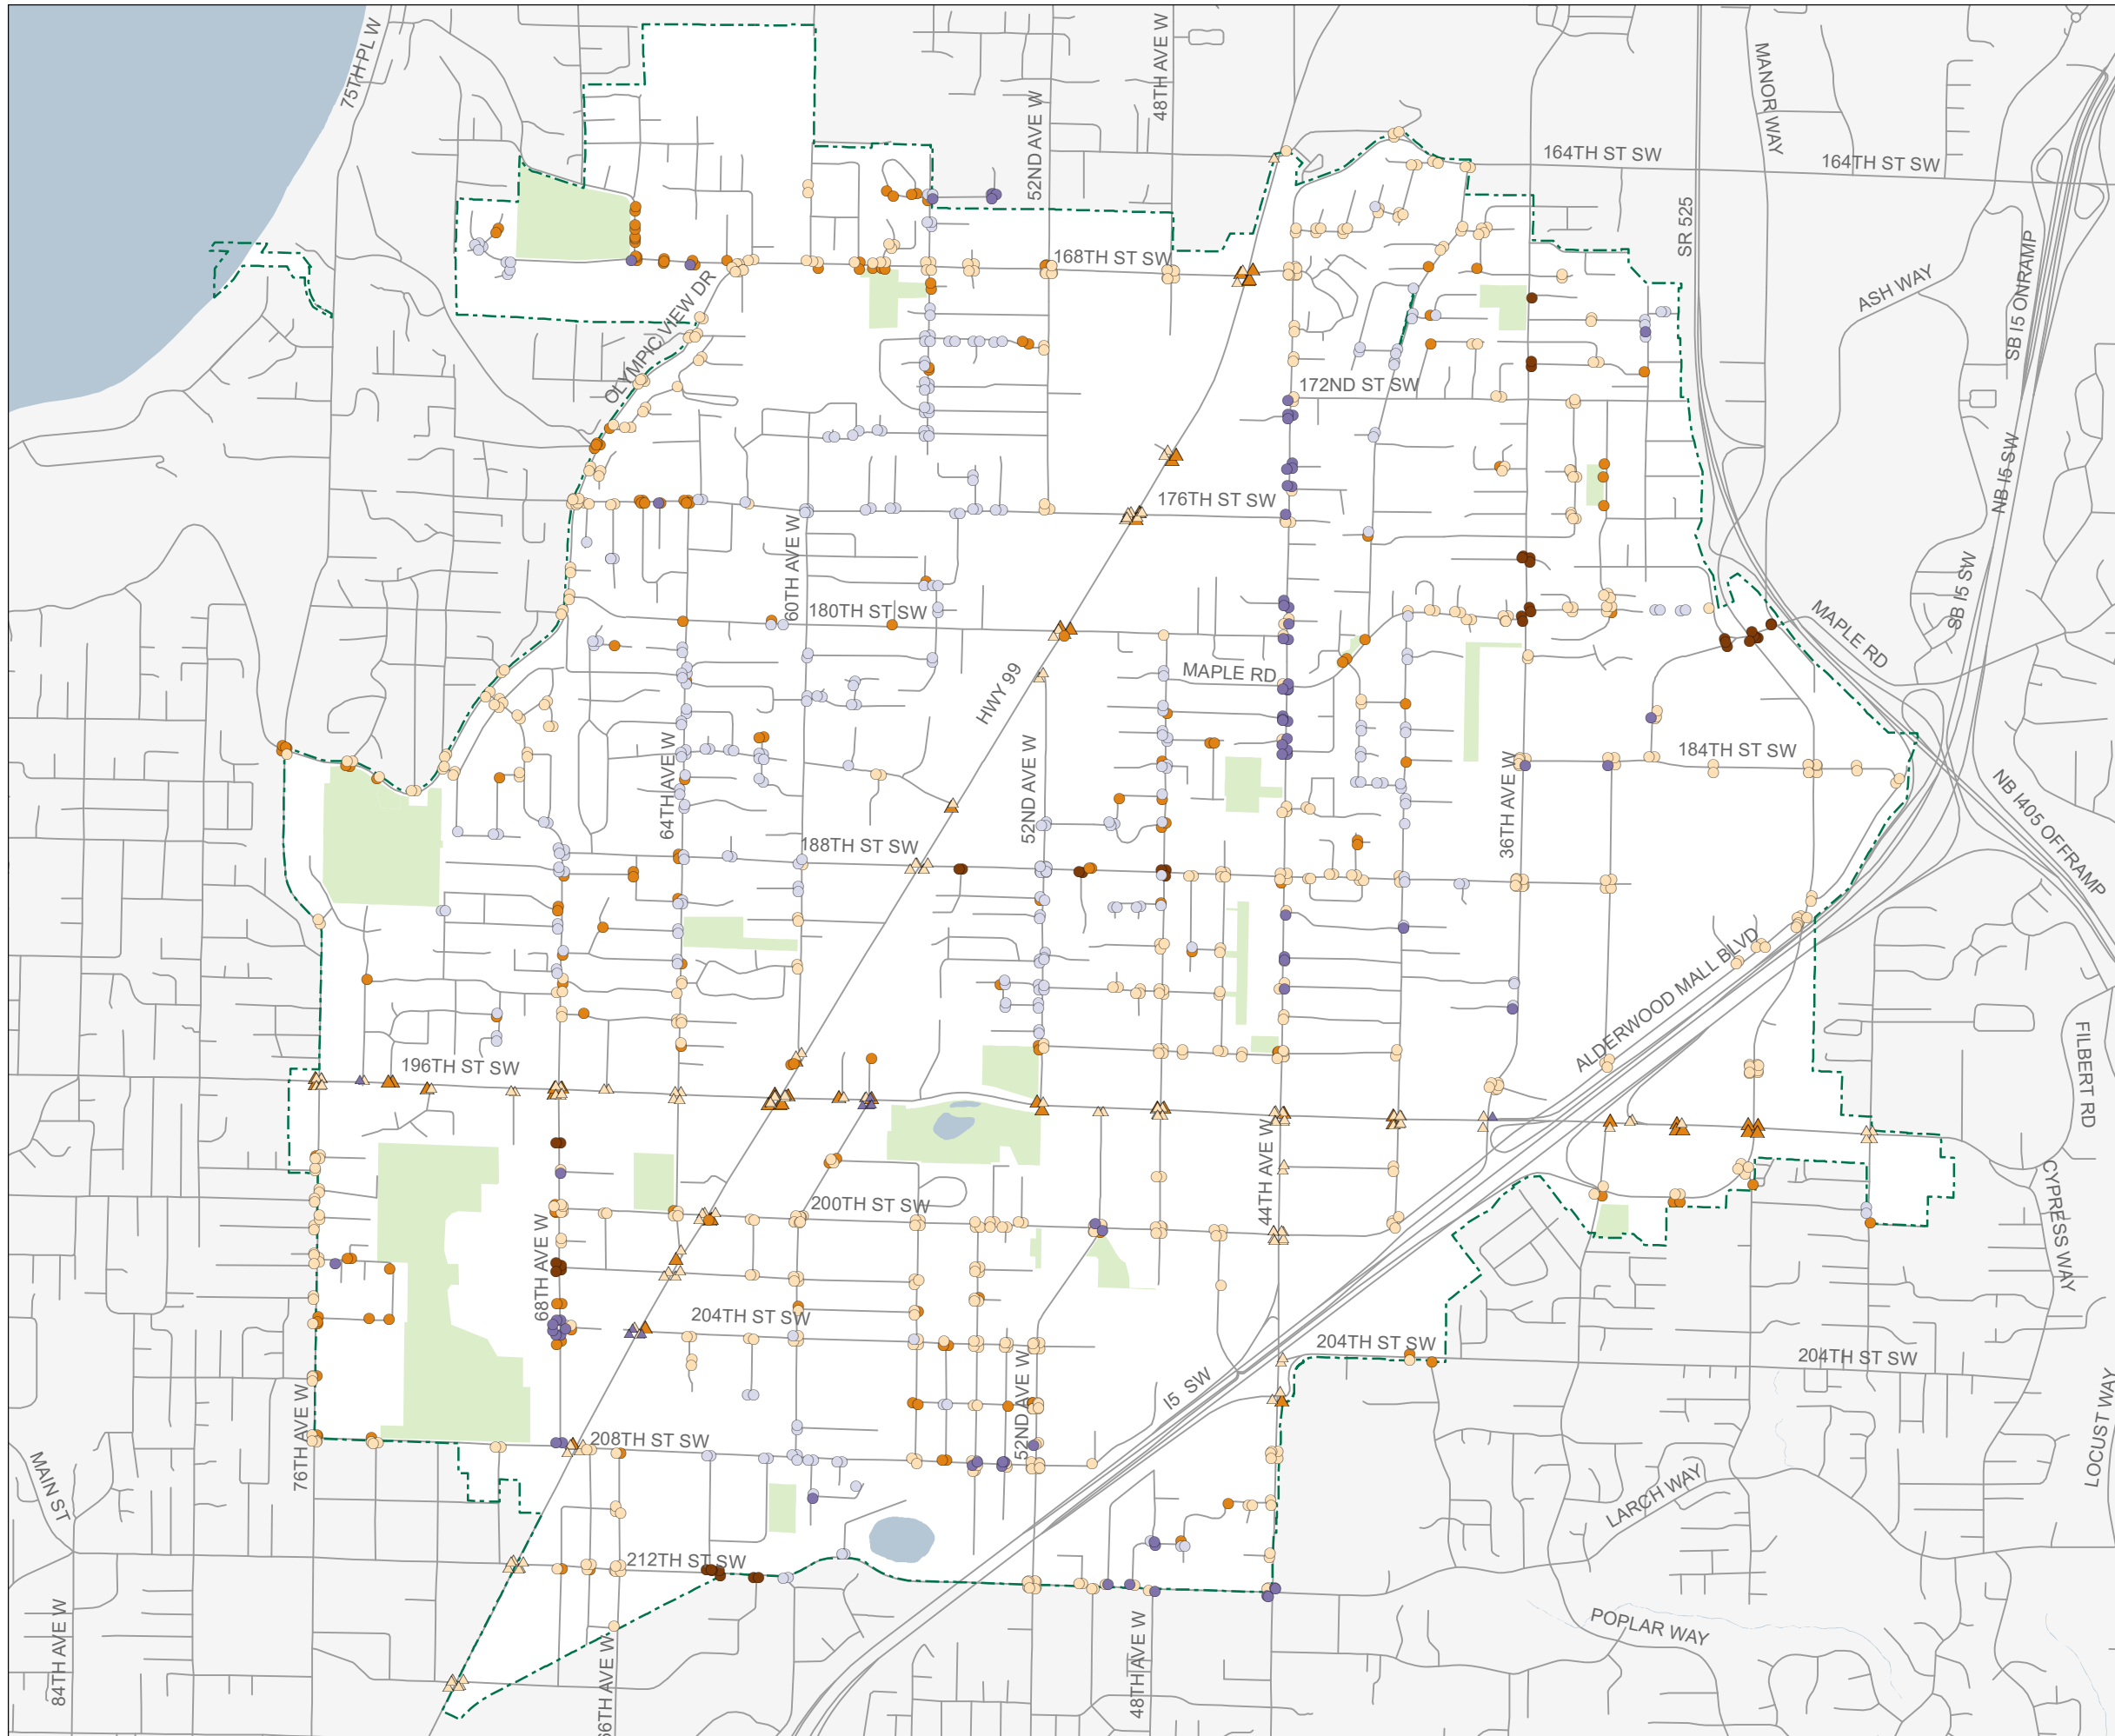 75TH PL W
52ND AVE W
48TH AVE W
MANOR WAY
164TH ST SW
164TH ST SW
SR 525
168TH ST SW
ASH WAY
SB I5 ONRAMP
OLYMPIC VIEW DR
172ND ST SW
NB I5 SW
176TH ST SW
60TH AVE W
180TH ST SW
SB I5 SW
MAPLE RD
MAPLE RD
HWY 99
64TH AVE W
52ND AVE W
36TH AVE W
184TH ST SW
NB I405 OFFRAMP
188TH ST SW
ALDERWOOD MALL BLVD
FILBERT RD
196TH ST SW
44TH AVE W
CYPRESS WAY
200TH ST SW
68TH AVE W
204TH ST SW
204TH ST SW
204TH ST SW
I5 SW
52ND AVE W
76TH AVE W
LOCUST WAY
MAIN ST
208TH ST SW
LARCH WAY
212TH ST SW
84TH AVE W
66TH AVE W
48TH AVE W
POPLAR WAY